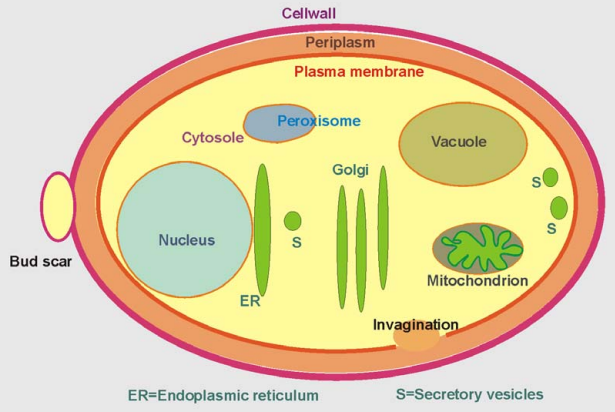 Cellwall
Periplasm
Plasma membrane
Peroxisome
Cytosole
Vacuole
Golgi
S
Nucleus
S
S
Bud scar
Mitochondrion
ER
Invagination
ER=Endoplasmic reticulum
S=Secretory vesicles